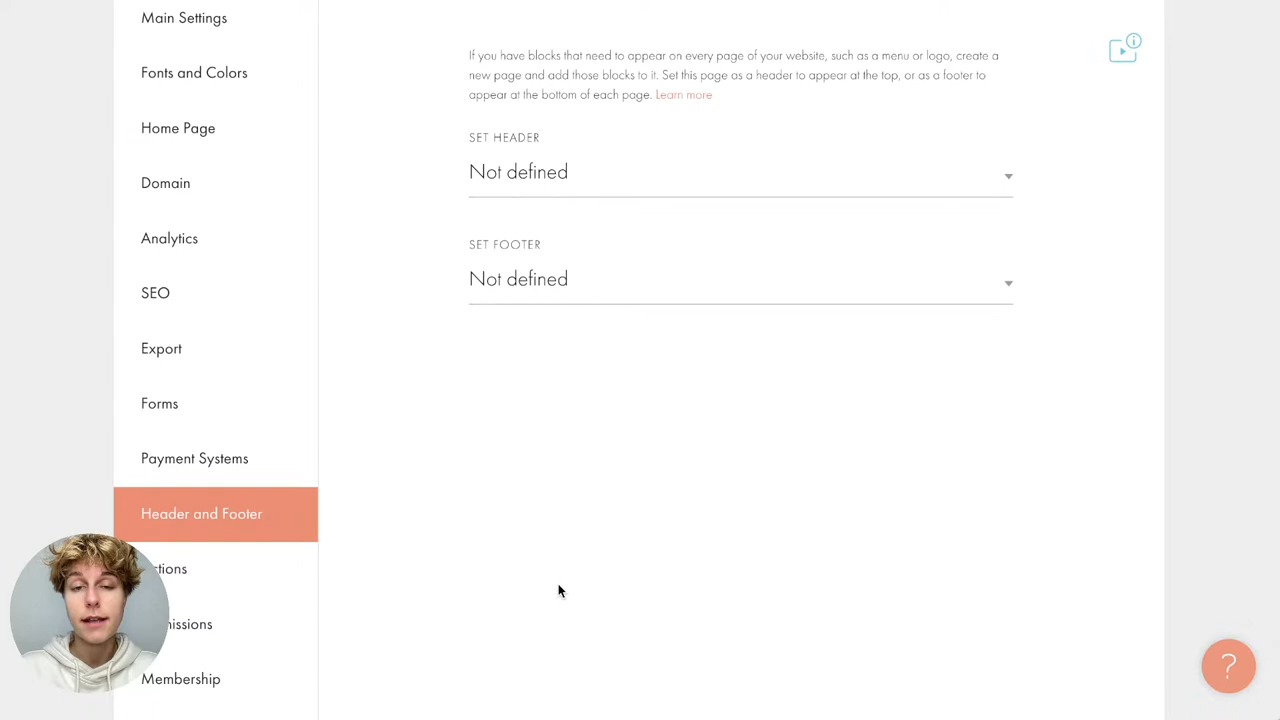 Main Settings
Fonts and Colors
Home Page
Domain
Analytics
SEO
Export
Forms
Payment Systems
Header and Footer
ctions
missions
Membership
If you have blocks that need to appear on every page of your website, such as a menu or logo, create a
new page and add those blocks to it. Set this page as a header to appear at the top, or as a footer to
appear at the bottom of each page. Learn more
SET HEADER
Not defined
SET FOOTER
Not defined
?